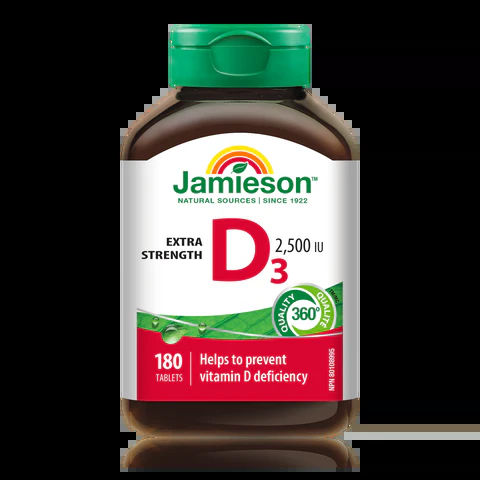 Jamieson™
NATURAL SOURCES | SINCE 1922
EXTRA
STRENGTH
D3
2,500 IU
QUALITY
360°
QUALITÉ
180
TABLETS
Helps to prevent
vitamin D deficiency
NPN 80108995